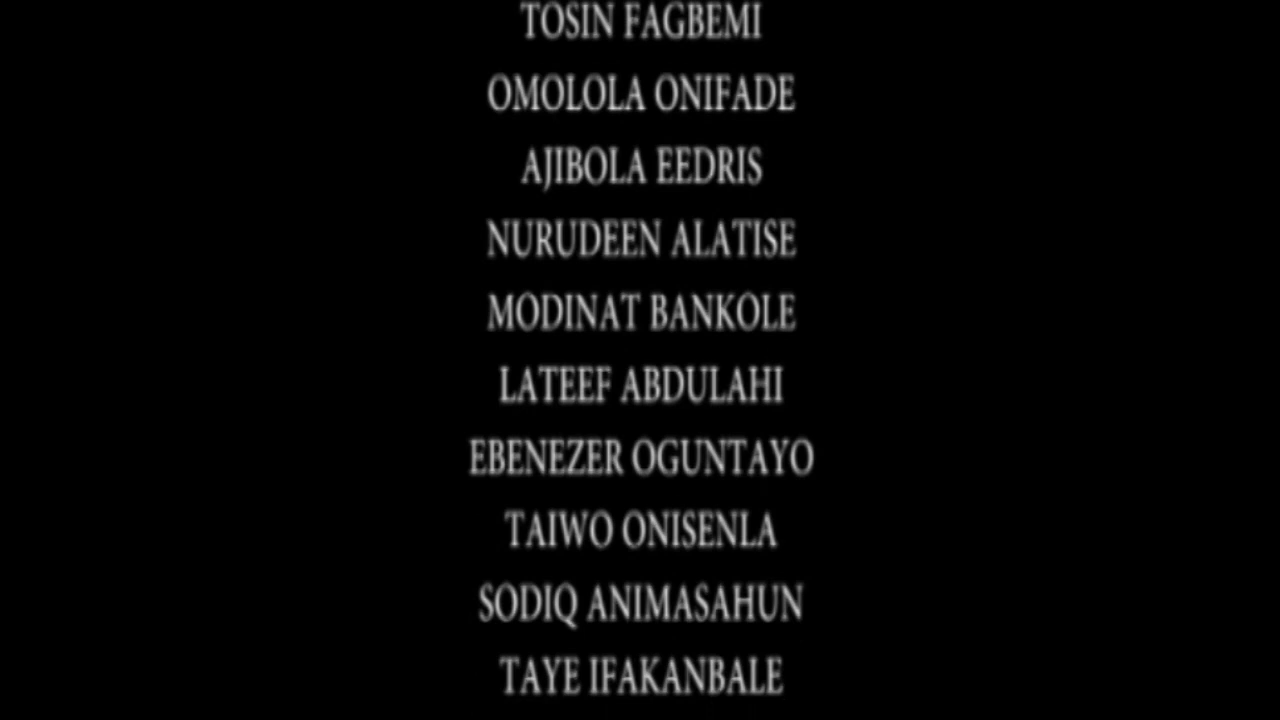 TOSIN FAGBEMI
OMOLOLA ONIFADE
AJIBOLA EEDRIS
NURUDEEN ALATISE
MODINAT BANKOLE
LATEEF ABDULAHI
EBENEZER OGUNTAYO
TAIWO ONISENLA
SODIQ ANIMASAHUN
TAYE IFAKANBALE